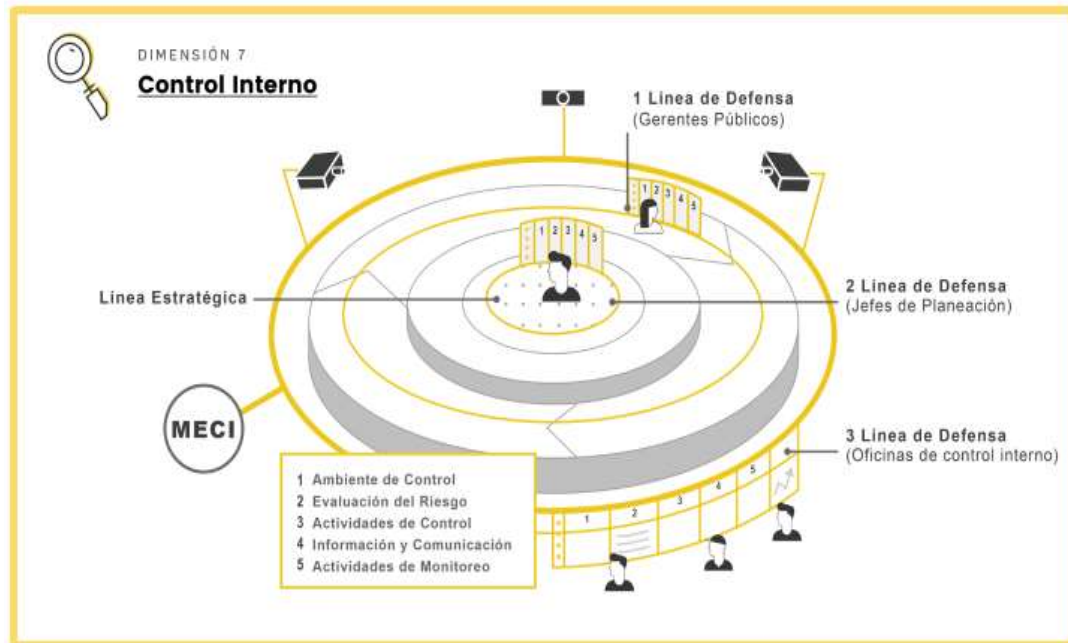 DIMENSIÓN 7
Control Interno
1 Linea de Defensa
(Gerentes Públicos)
1 2 3 4 5
1 2 3 4 5
Linea Estratégica
2 Linea de Defensa
(Jefes de Planeación)
MECI
3 Linea de Defensa
(Oficinas de control interno)
1 Ambiente de Control
2 Evaluación del Riesgo
3 Actividades de Control
4 Información y Comunicación
5 Actividades de Monitoreo
1 2 3 4 5